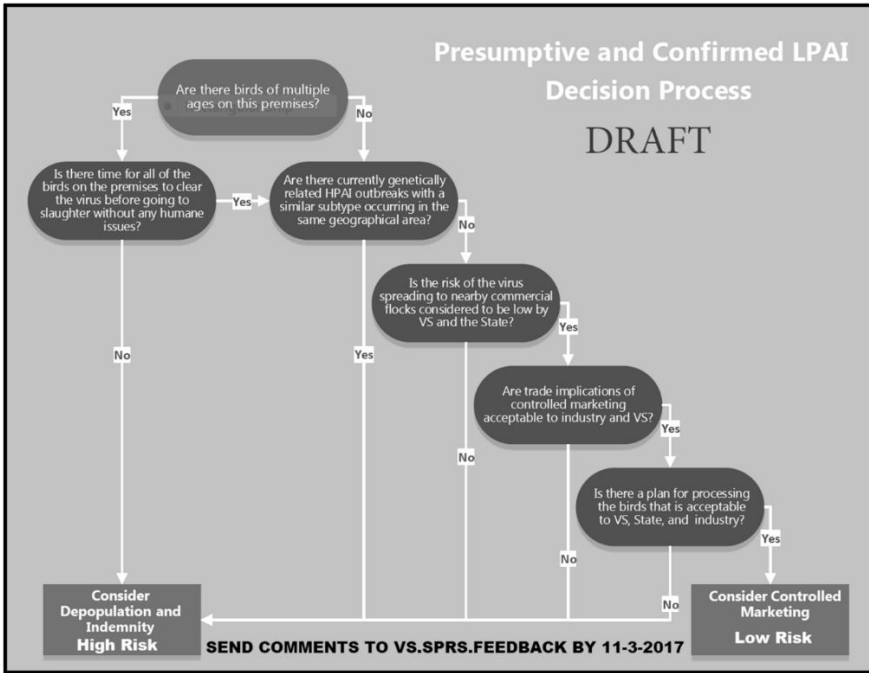 Presumptive and Confirmed LPAI
Decision Process
DRAFT
Are there birds of multiple
ages on this premises?
Yes
No
Is there time for all of the
birds on the premises to clear
the virus before going to
slaughter without any humane
issues?
Yes
Are there currently genetically
related HPAI outbreaks with a
similar subtype occurring in the
same geographical area?
No
Is the risk of the virus
spreading to nearby commercial
flocks considered to be low by
VS and the State?
Yes
No
Yes
Are trade implications of
controlled marketing
acceptable to industry and VS?
Yes
No
Is there a plan for processing
the birds that is acceptable
to VS, State, and industry?
Yes
No
No
Consider
Depopulation and
Indemnity
High Risk
Consider Controlled
Marketing
Low Risk
SEND COMMENTS TO VS.SPRS.FEEDBACK BY 11-3-2017